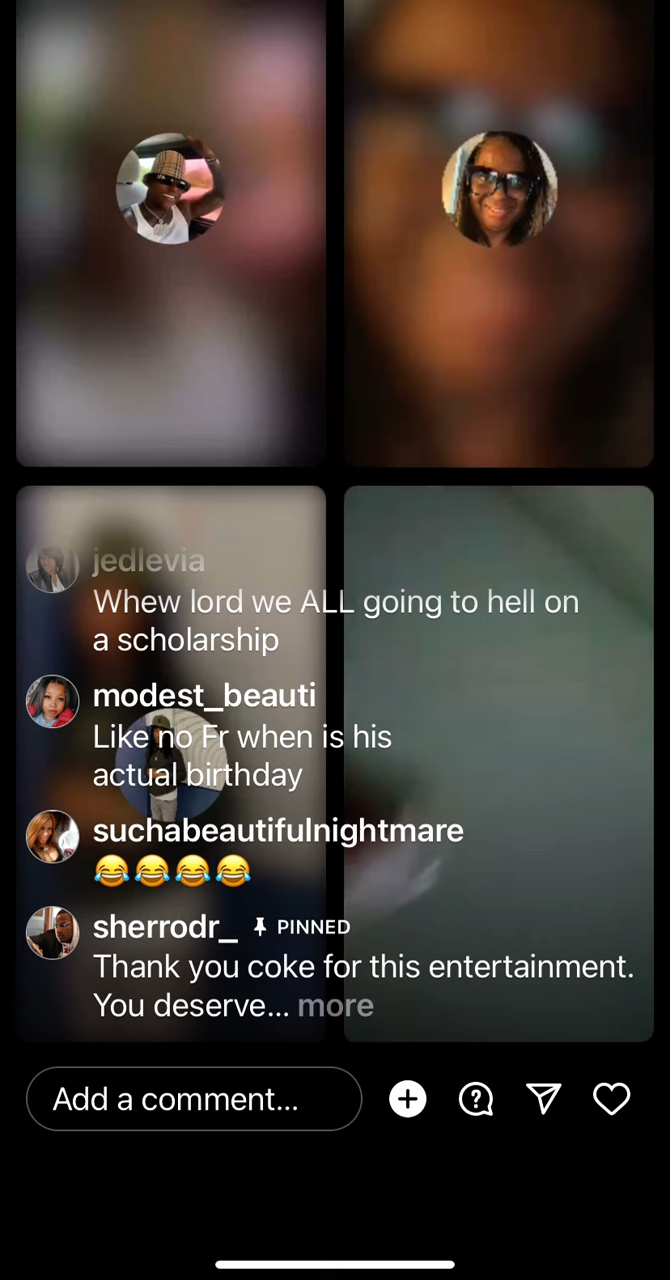 jedlevia
Whew lord we ALL going to hell on
a scholarship
modest_beauti
Like no Fr when is his
actual birthday
suchabeautifulnightmare
😂😂😂😂
sherrodr_ PINNED
Thank you coke for this entertainment.
You deserve... more
Add a comment...